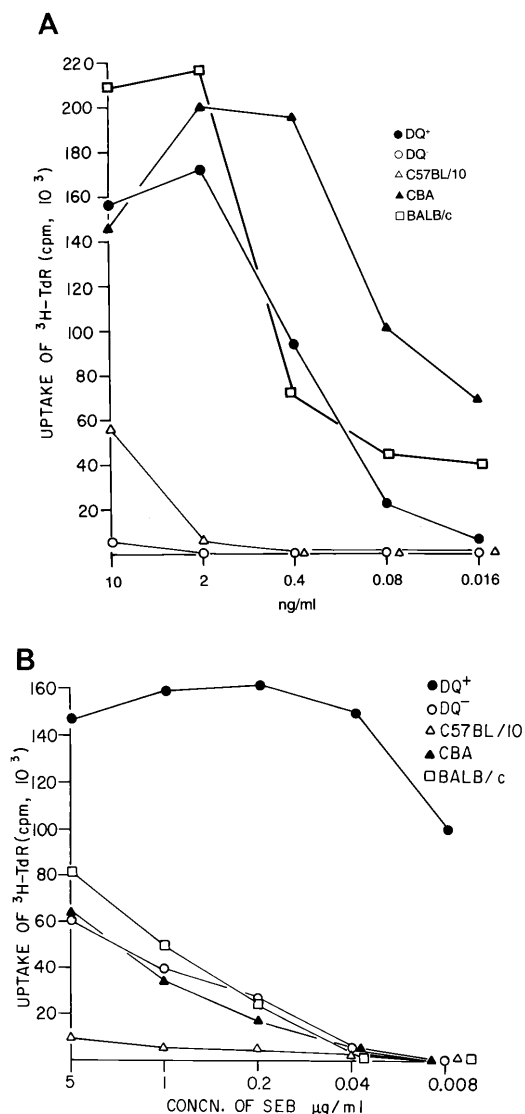 A
220
200
180
160
140
120
100
80
60
40
20
UPTAKE OF ³H-TdR (cpm, 10³)
DQ⁺
DQ⁻
C57BL/10
CBA
BALB/c
10 2 0.4 0.08 0.016
ng/ml
B
160
140
120
100
80
60
40
20
UPTAKE OF ³H-TdR (cpm, 10³)
DQ⁺
DQ⁻
C57BL/10
CBA
BALB/c
5 1 0.2 0.04 0.008
CONCN. OF SEB µg/ml